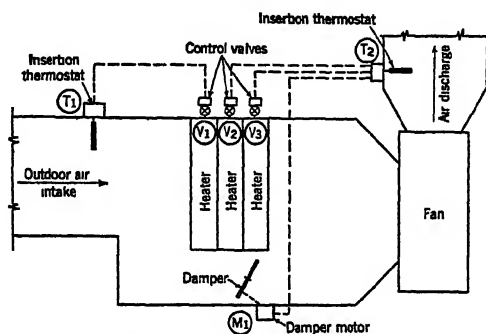 Insertion thermostat
T2
Control valves
Insertion
thermostat
T1
Air discharge
V1
V2
V3
Outdoor air
intake
Heater
Heater
Heater
Fan
Damper
M1
Damper motor